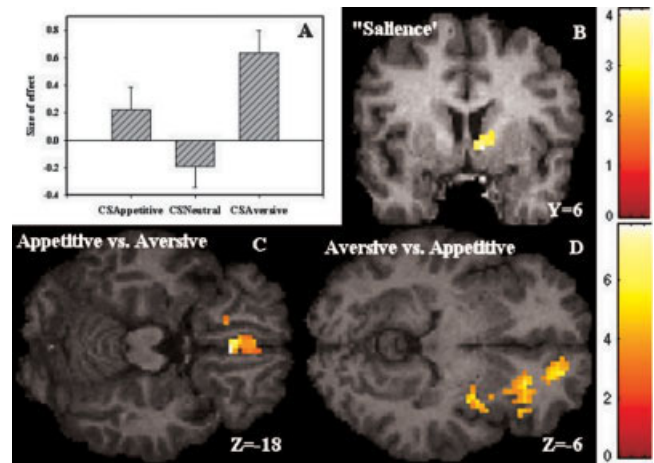 A
0.8
0.6
0.4
0.2
0.0
-0.2
-0.4
Size of effect
CSAppetitive CSNeutral CSAversive
"Salience'
B
Y=6
4
3
2
1
0
Appetitive vs. Aversive
C
Z=-18
Aversive vs. Appetitive
D
Z=-6
6
4
2
0